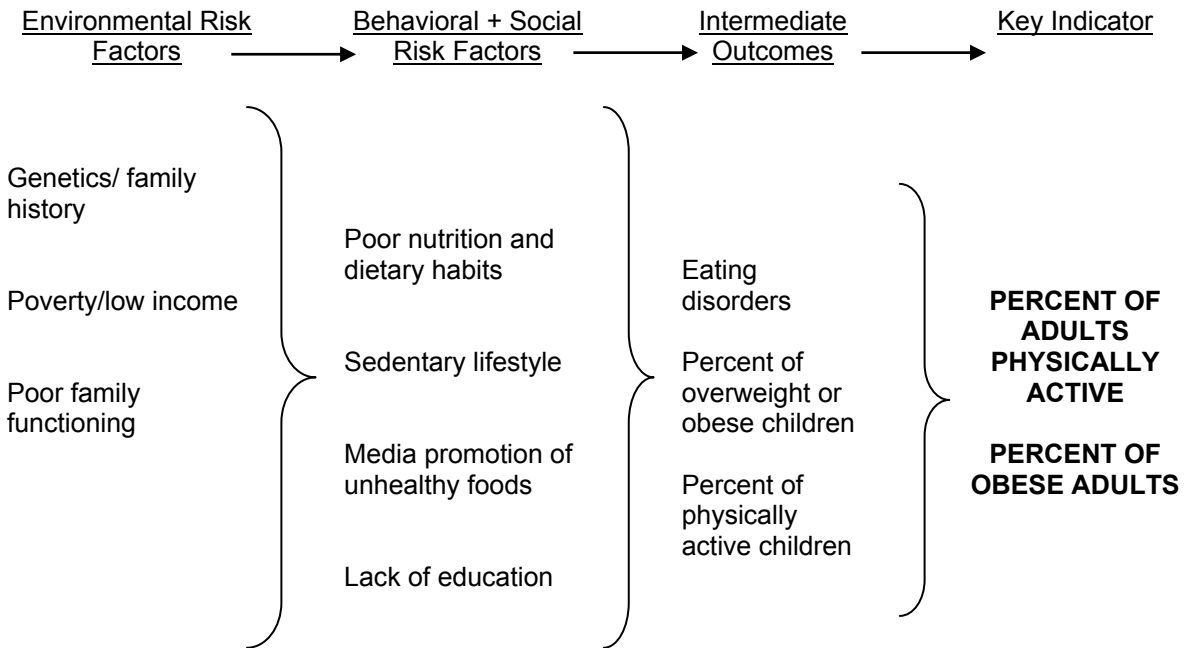 Environmental Risk
Factors
Behavioral + Social
Risk Factors
Intermediate
Outcomes
Key Indicator
Genetics/ family
history
Poverty/low income
Poor family
functioning
Poor nutrition and
dietary habits
Sedentary lifestyle
Media promotion of
unhealthy foods
Lack of education
Eating
disorders
Percent of
overweight or
obese children
Percent of
physically
active children
PERCENT OF
ADULTS
PHYSICALLY
ACTIVE
PERCENT OF
OBESE ADULTS